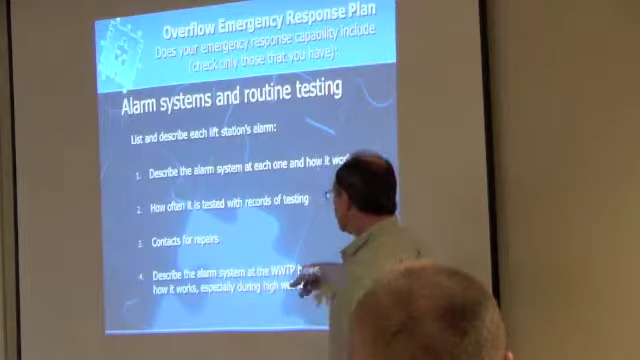 Overflow Emergency Response Plan
Does your emergency response capability include
(check only those that you have):
Alarm systems and routine testing
List and describe each lift station's alarm:
1. Describe the alarm system at each one and how it
2. How often it is tested with records of testing
3. Contacts for repairs
4. Describe the alarm system at the WWTP
how it works, especially during high